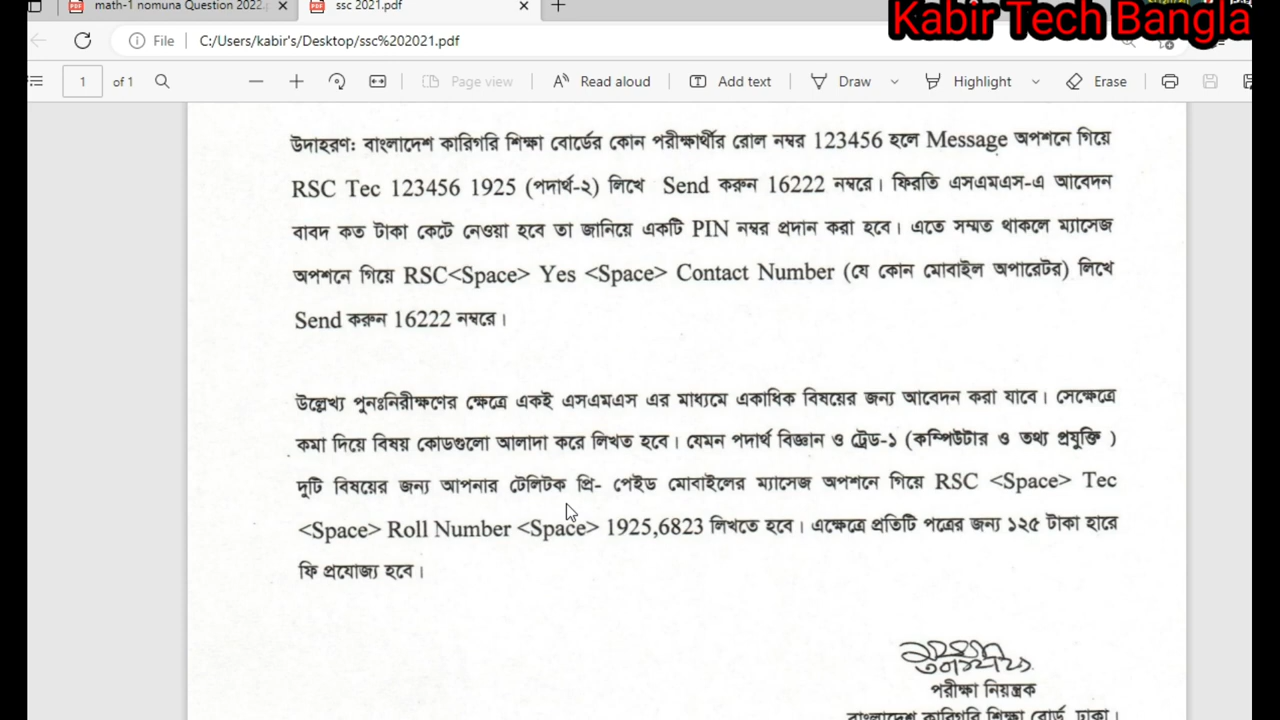 Kabir Tech Bangla
math-1 nomuna Question 2022.
ssc 2021.pdf
File C:/Users/kabir's/Desktop/ssc%202021.pdf
1 of 1 Page view Read aloud Add text Draw Highlight Erase
উদাহরণঃ বাংলাদেশ কারিগরি শিক্ষা বোর্ডের কোন পরীক্ষার্থীর রোল নম্বর 123456 হলে Message অপশনে গিয়ে
RSC Tec 123456 1925 (পদার্থ-২) লিখে Send করুন 16222 নম্বরে। ফিরতি এসএমএস-এ আবেদন
বাবদ কত টাকা কেটে নেওয়া হবে তা জানিয়ে একটি PIN নম্বর প্রদান করা হবে। এতে সম্মত থাকলে ম্যাসেজ
অপশনে গিয়ে RSC<Space> Yes <Space> Contact Number (যে কোন মোবাইল অপারেটর) লিখে
Send করুন 16222 নম্বরে।
উল্লেখ্য পুনঃনিরীক্ষণের ক্ষেত্রে একই এসএমএস এর মাধ্যমে একাধিক বিষয়ের জন্য আবেদন করা যাবে। সেক্ষেত্রে
কমা দিয়ে বিষয় কোডগুলো আলাদা করে লিখত হবে। যেমন পদার্থ বিজ্ঞান ও ট্রেড-১ (কম্পিউটার ও তথ্য প্রযুক্তি )
দুটি বিষয়ের জন্য আপনার টেলিটক প্রি- পেইড মোবাইলের ম্যাসেজ অপশনে গিয়ে RSC <Space> Tec
<Space> Roll Number <Space> 1925,6823 লিখতে হবে। এক্ষেত্রে প্রতিটি পত্রের জন্য ১২৫ টাকা হারে
ফি প্রযোজ্য হবে।
পরীক্ষা নিয়ন্ত্রক
বাংলাদেশ কারিগরি শিক্ষা বোর্ড, ঢাকা।